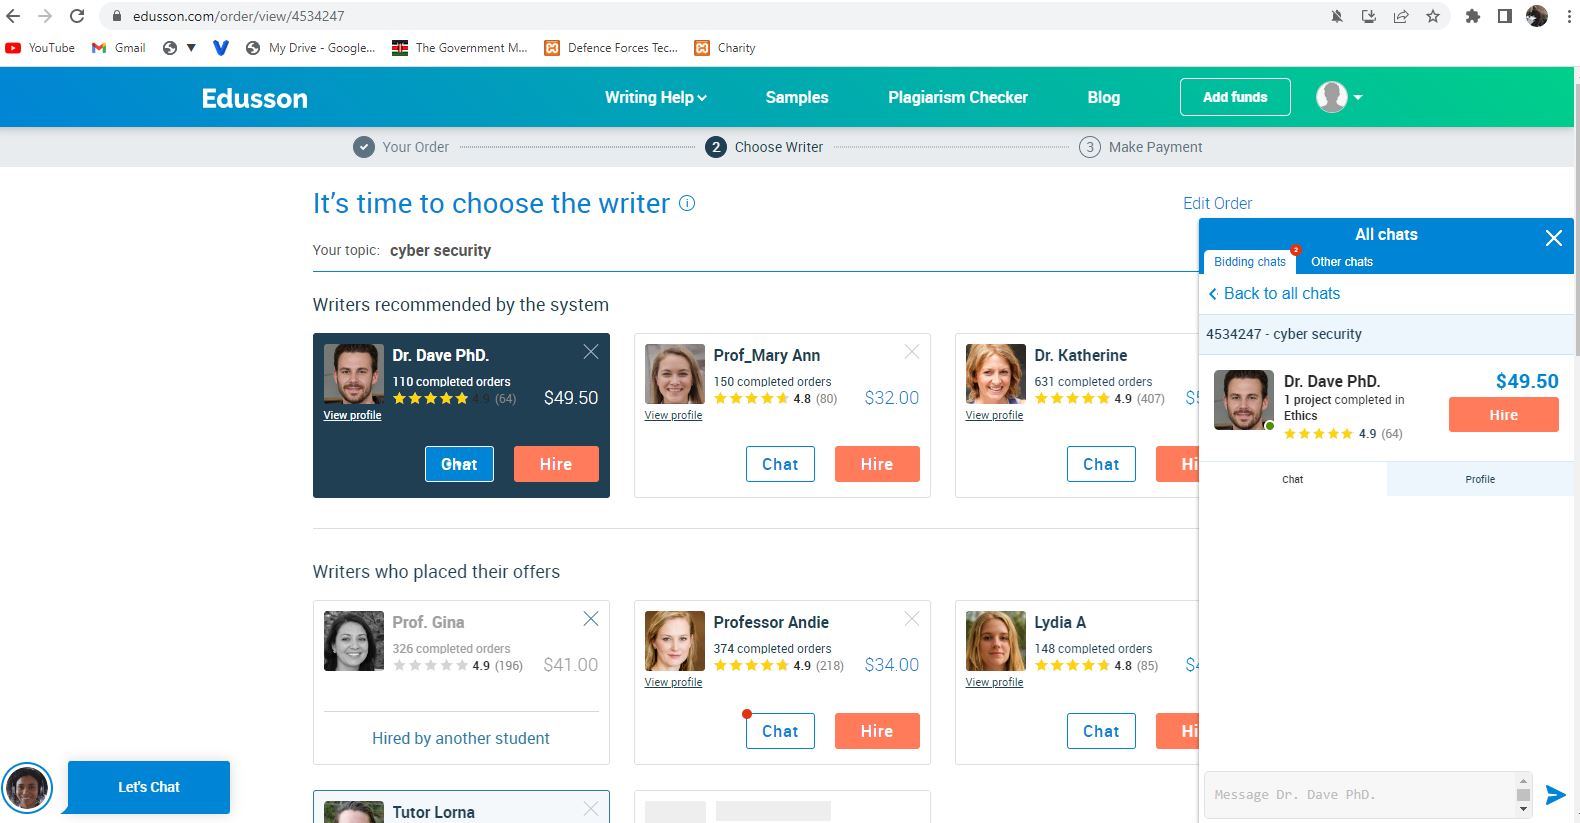 edusson.com/order/view/4534247
YouTube
Gmail
My Drive - Google...
The Government M...
Defence Forces Tec...
Charity
Edusson
Writing Help
Samples
Plagiarism Checker
Blog
Add funds
Your Order
2 Choose Writer
3 Make Payment
It's time to choose the writer
Edit Order
Your topic: cyber security
Writers recommended by the system
Dr. Dave PhD.
110 completed orders
4.9 (64)
$49.50
View profile
Chat
Hire
Prof_Mary Ann
150 completed orders
4.8 (80)
$32.00
View profile
Chat
Hire
Dr. Katherine
631 completed orders
4.9 (407)
View profile
Chat
Writers who placed their offers
Prof. Gina
326 completed orders
4.9 (196)
$41.00
Hired by another student
Professor Andie
374 completed orders
4.9 (218)
$34.00
View profile
Chat
Hire
Lydia A
148 completed orders
4.8 (85)
View profile
Chat
Tutor Lorna
Let's Chat
All chats
Bidding chats
2
Other chats
Back to all chats
4534247 - cyber security
Dr. Dave PhD.
1 project completed in
Ethics
4.9 (64)
$49.50
Hire
Chat
Profile
Message Dr. Dave PhD.